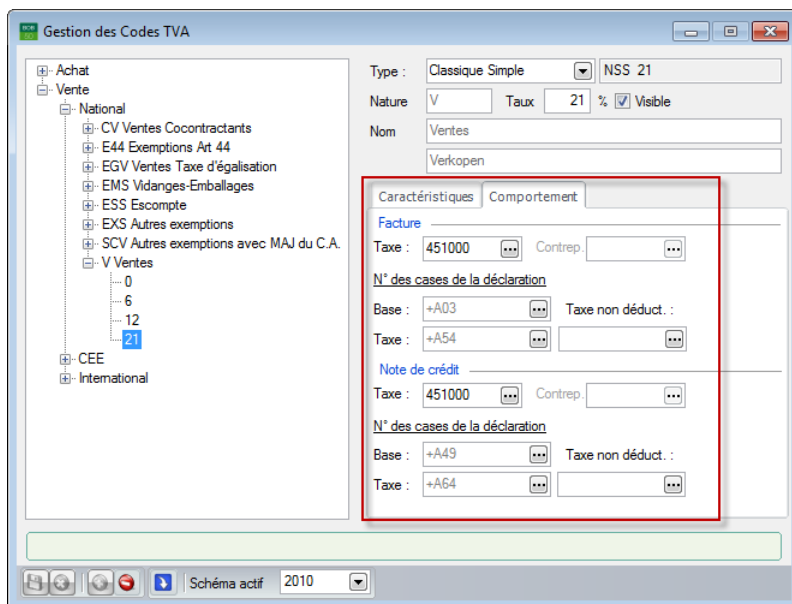 BOB 50 Gestion des Codes TVA
Achat
Vente
National
CV Ventes Cocontractants
E44 Exemptions Art 44
EGV Ventes Taxe d'égalisation
EMS Vidanges-Emballages
ESS Escompte
EXS Autres exemptions
SCV Autres exemptions avec MAJ du C.A.
V Ventes
0
6
12
21
CEE
International
Type : Classique Simple NSS 21
Nature V Taux 21 % Visible
Nom Ventes
Verkopen
Caractéristiques Comportement
Facture
Taxe : 451000 ... Contrep. ...
N° des cases de la déclaration
Base : +A03 ... Taxe non déduct. :
Taxe : +A54 ... ...
Note de crédit
Taxe : 451000 ... Contrep. ...
N° des cases de la déclaration
Base : +A49 ... Taxe non déduct. :
Taxe : +A64 ... ...
Schéma actif 2010